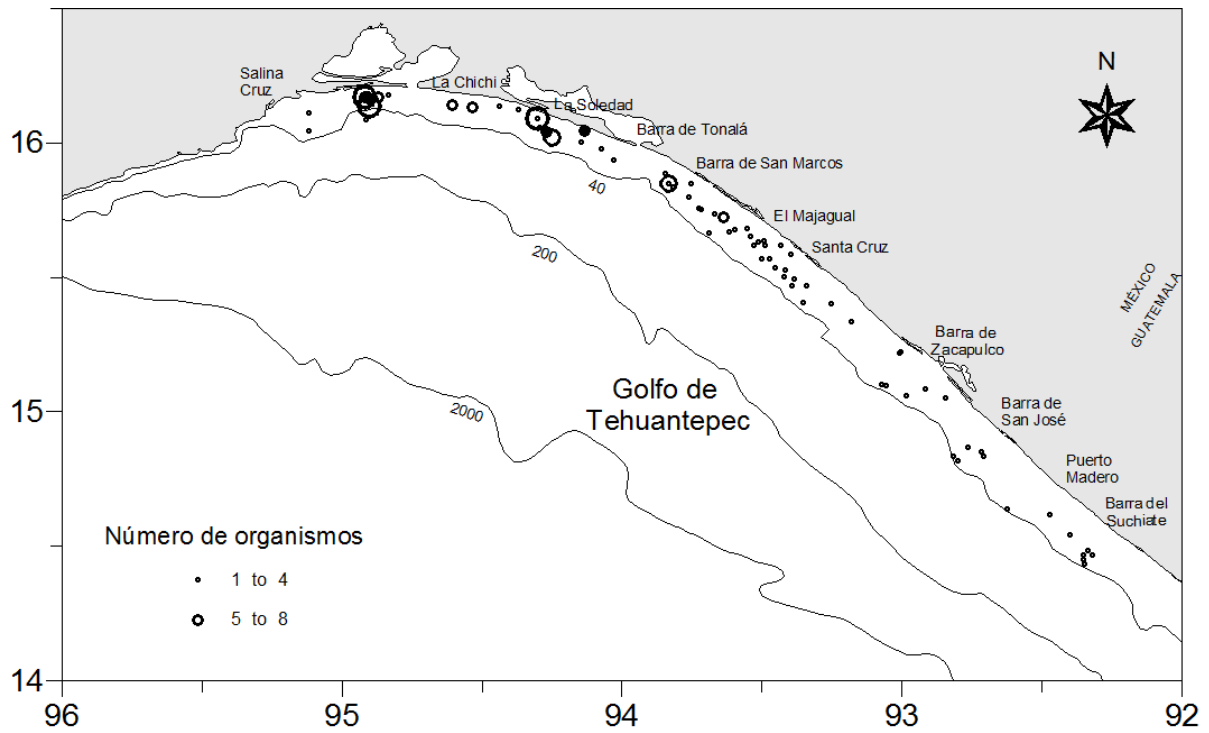 Salina
Cruz
La Chichi
La Soledad
Barra de Tonalá
Barra de San Marcos
El Majagual
Santa Cruz
N
MÉXICO
GUATEMALA
Barra de
Zacapulco
Barra de
San José
Puerto
Madero
Barra del
Suchiate
40
200
2000
Golfo de
Tehuantepec
Número de organismos
1 to 4
5 to 8
16
15
14
96
95
94
93
92